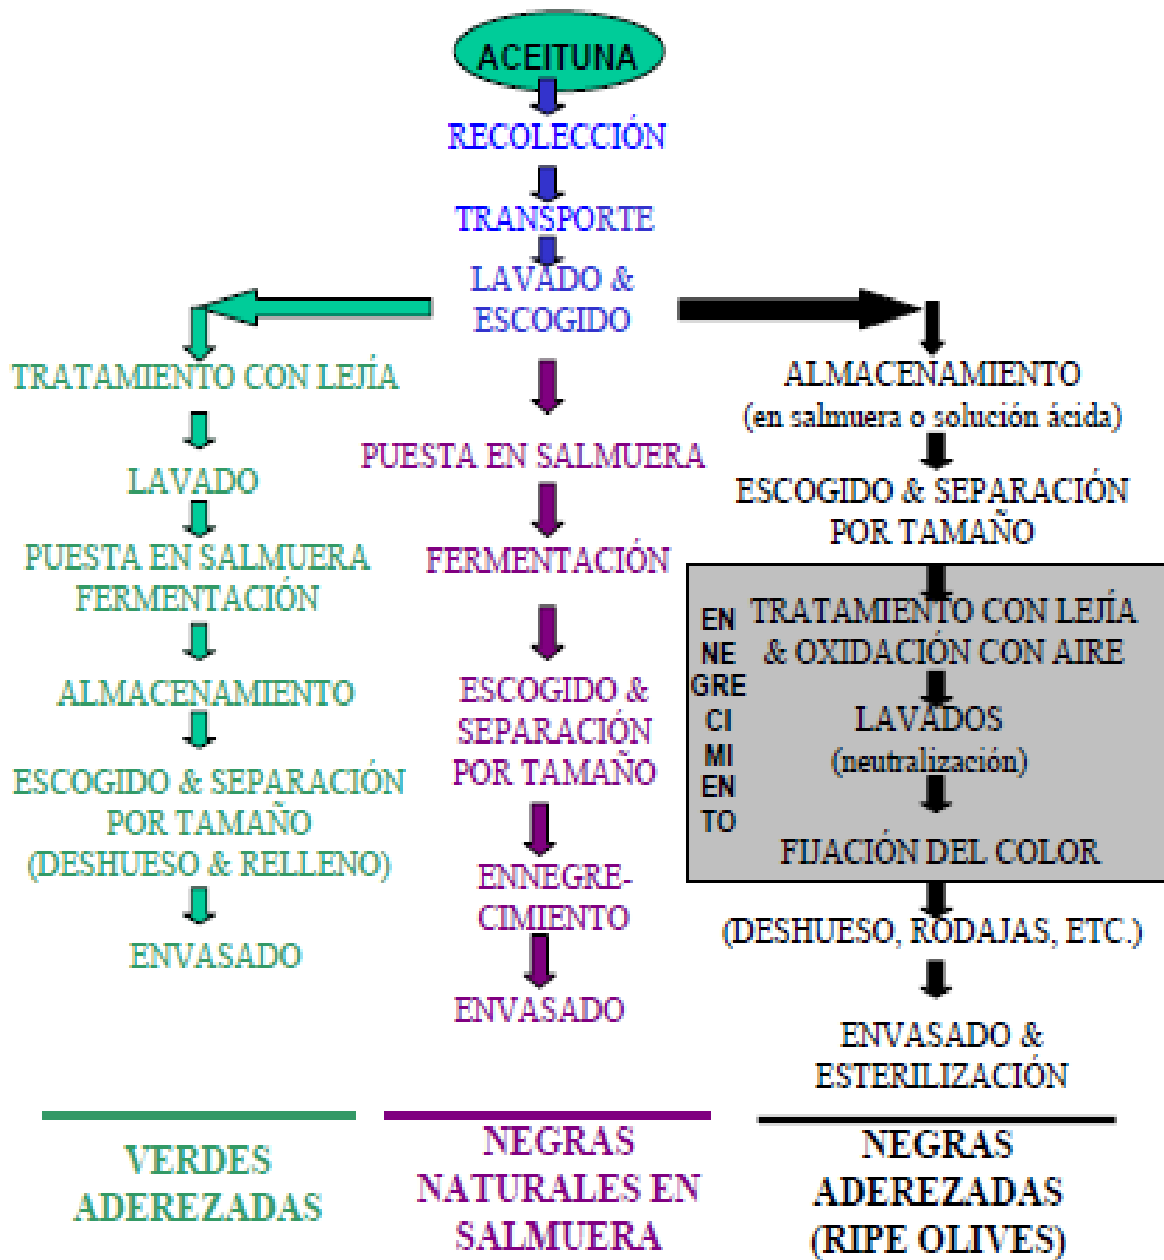 ACEITUNA
RECOLECCIÓN
TRANSPORTE
LAVADO &
ESCOGIDO
TRATAMIENTO CON LEJÍA
LAVADO
PUESTA EN SALMUERA
FERMENTACIÓN
ALMACENAMIENTO
ESCOGIDO & SEPARACIÓN
POR TAMAÑO
(DESHUESO & RELLENO)
ENVASADO
VERDES
ADEREZADAS
PUESTA EN SALMUERA
FERMENTACIÓN
ESCOGIDO &
SEPARACIÓN
POR TAMAÑO
ENNEGRE-
CIMIENTO
ENVASADO
NEGRAS
NATURALES EN
SALMUERA
ALMACENAMIENTO
(en salmuera o solución ácida)
ESCOGIDO & SEPARACIÓN
POR TAMAÑO
EN
NE
GRE
CI
MI
EN
TO
TRATAMIENTO CON LEJÍA
& OXIDACIÓN CON AIRE
LAVADOS
(neutralización)
FIJACIÓN DEL COLOR
(DESHUESO, RODAJAS, ETC.)
ENVASADO &
ESTERILIZACIÓN
NEGRAS
ADEREZADAS
(RIPE OLIVES)